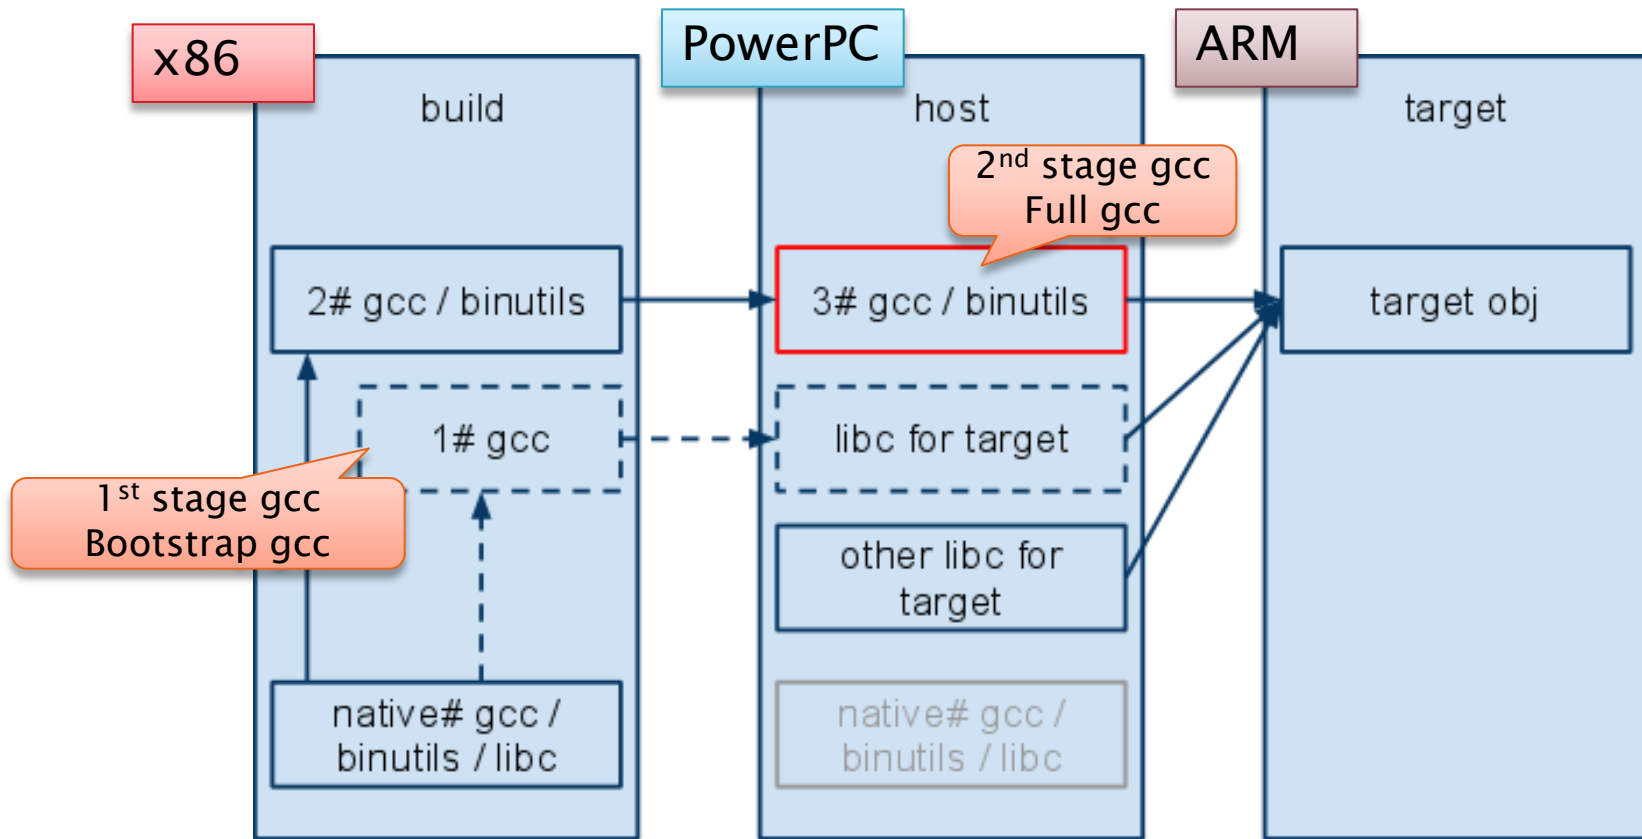 x86
PowerPC
ARM
build
host
target
2nd stage gcc
Full gcc
2# gcc / binutils
3# gcc / binutils
target obj
1# gcc
libc for target
1st stage gcc
Bootstrap gcc
other libc for
target
native# gcc /
binutils / libc
native# gcc /
binutils / libc